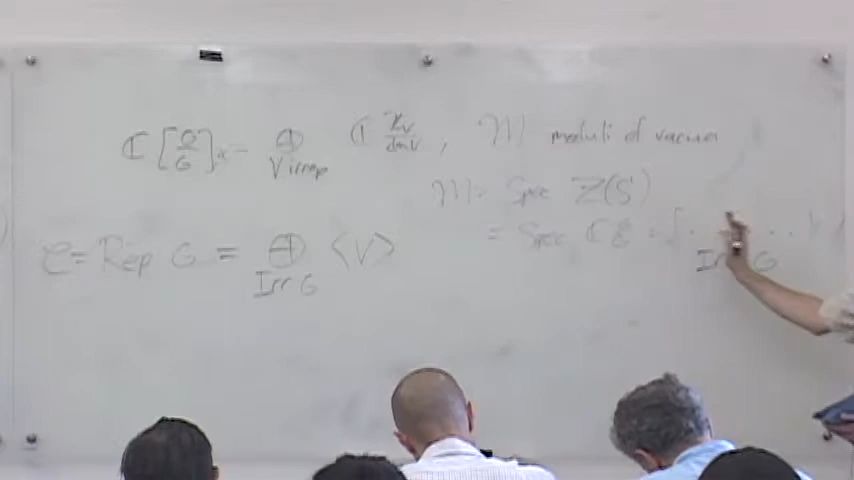 ℂ[G/G]_* = ⊕_{V irrep} ℂ χ_V/dim V , M moduli of vacua
M = Spec Z(S¹)
= Spec ℂ G/G = { · · · · }
Irr G
C = Rep G = ⊕_{Irr G} <V>